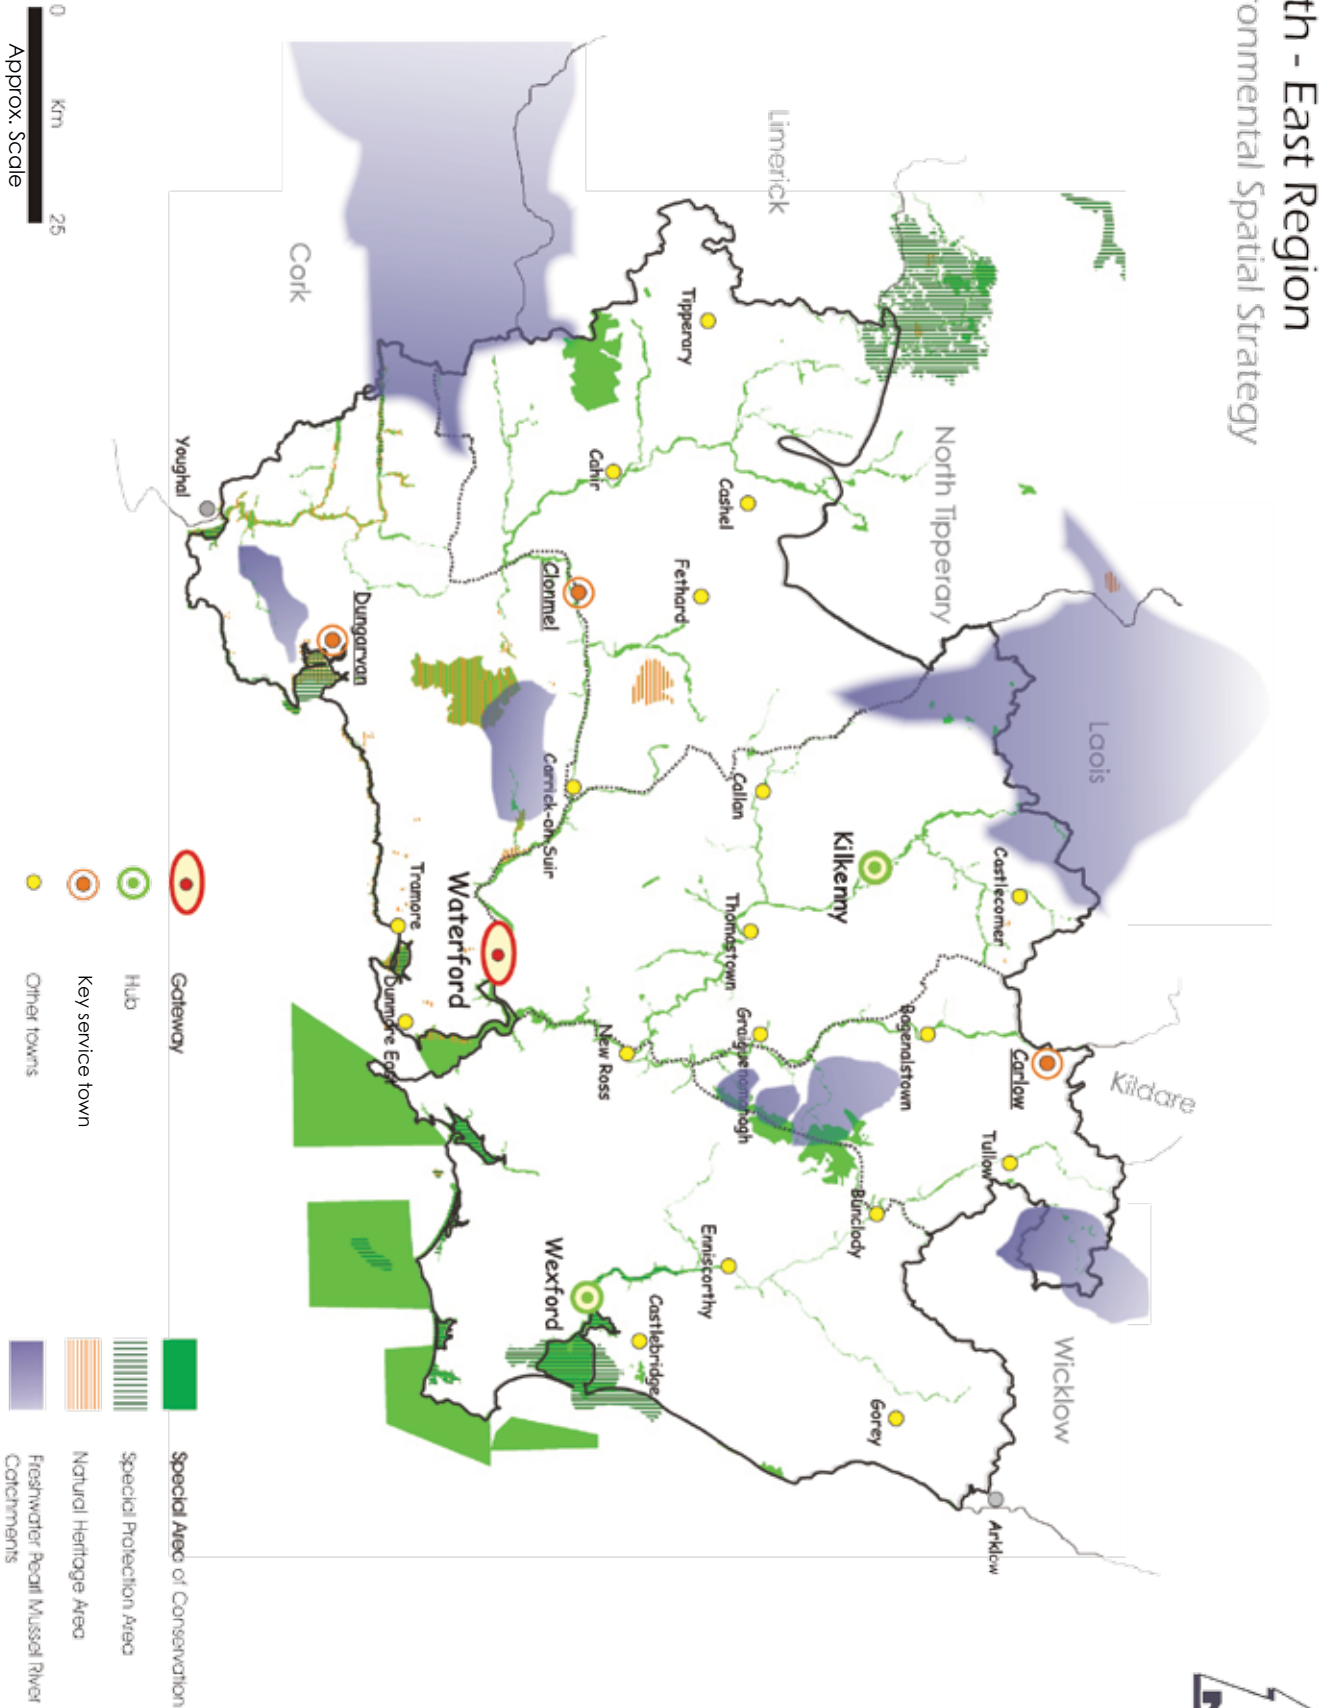 th - East Region
onmental Spatial Strategy
Limerick
North Tipperary
Laois
Kildare
Wicklow
Cork
Tipperary
Cahir
Cashel
Fethard
Clonmel
Youghal
Dungarvan
Carrick-on Suir
Callan
Kilkenny
Castlecomer
Thomastown
Waterford
Tramore
Dunmore East
New Ross
Graiguenamanagh
Bagenalstown
Carlow
Tullow
Bunclody
Enniscorthy
Wexford
Castlebridge
Gorey
Arklow
0 Km 25
Approx. Scale
Gateway
Hub
Key service town
Other towns
Special Area of Conservation
Special Protection Area
Natural Heritage Area
Freshwater Pearl Mussel River
Catchments